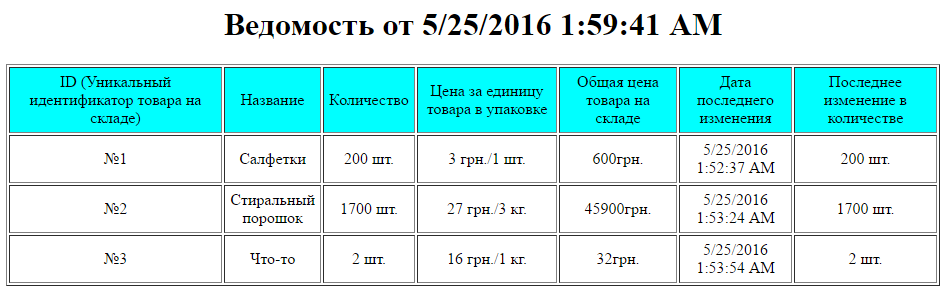 Ведомость от 5/25/2016 1:59:41 AM
ID (Уникальный
идентификатор товара на
склade)
Название
Количество
Цена за единицу
товара в упаковке
Общая цена
товара на
складе
Дата
последнего
изменения
Последнее
изменение в
количестве
№1
Салфетки
200 шт.
3 грн./1 шт.
600грн.
5/25/2016
1:52:37 AM
200 шт.
№2
Стиральный
порошок
1700 шт.
27 грн./3 кг.
45900грн.
5/25/2016
1:53:24 AM
1700 шт.
№3
Что-то
2 шт.
16 грн./1 кг.
32грн.
5/25/2016
1:53:54 AM
2 шт.